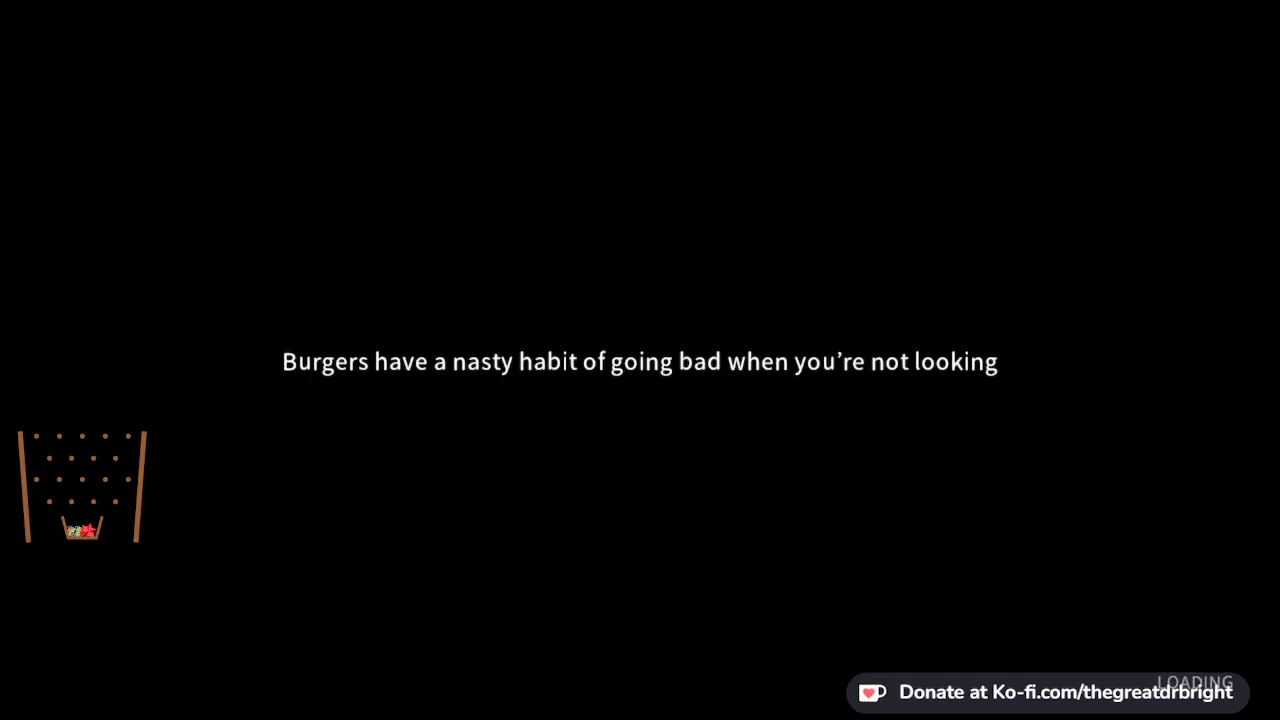 Burgers have a nasty habit of going bad when you’re not looking
LOADING
Donate at Ko-fi.com/thegreatdrbright